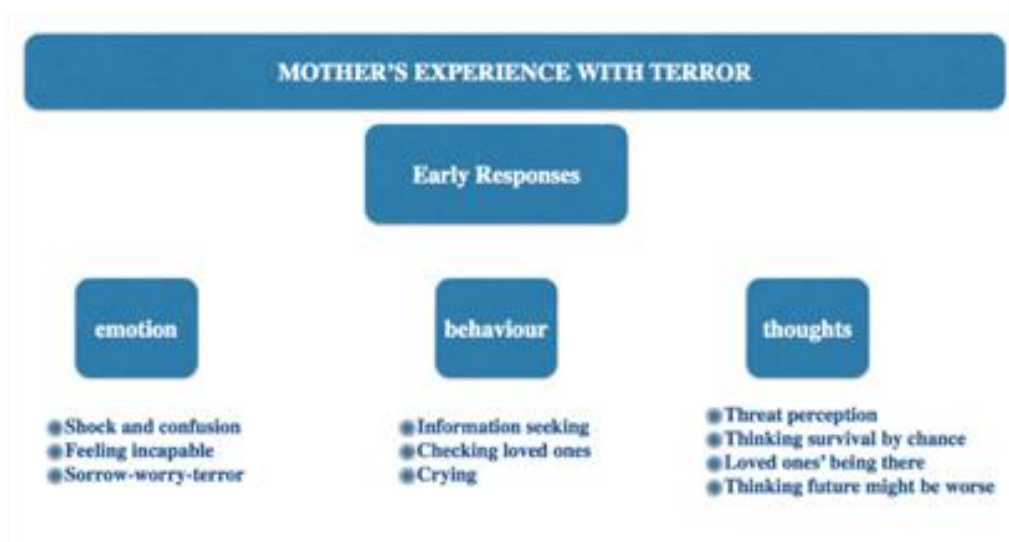 MOTHER'S EXPERIENCE WITH TERROR
Early Responses
emotion
Shock and confusion
Feeling incapable
Sorrow-worry-terror
behaviour
Information seeking
Checking loved ones
Crying
thoughts
Threat perception
Thinking survival by chance
Loved ones' being there
Thinking future might be worse